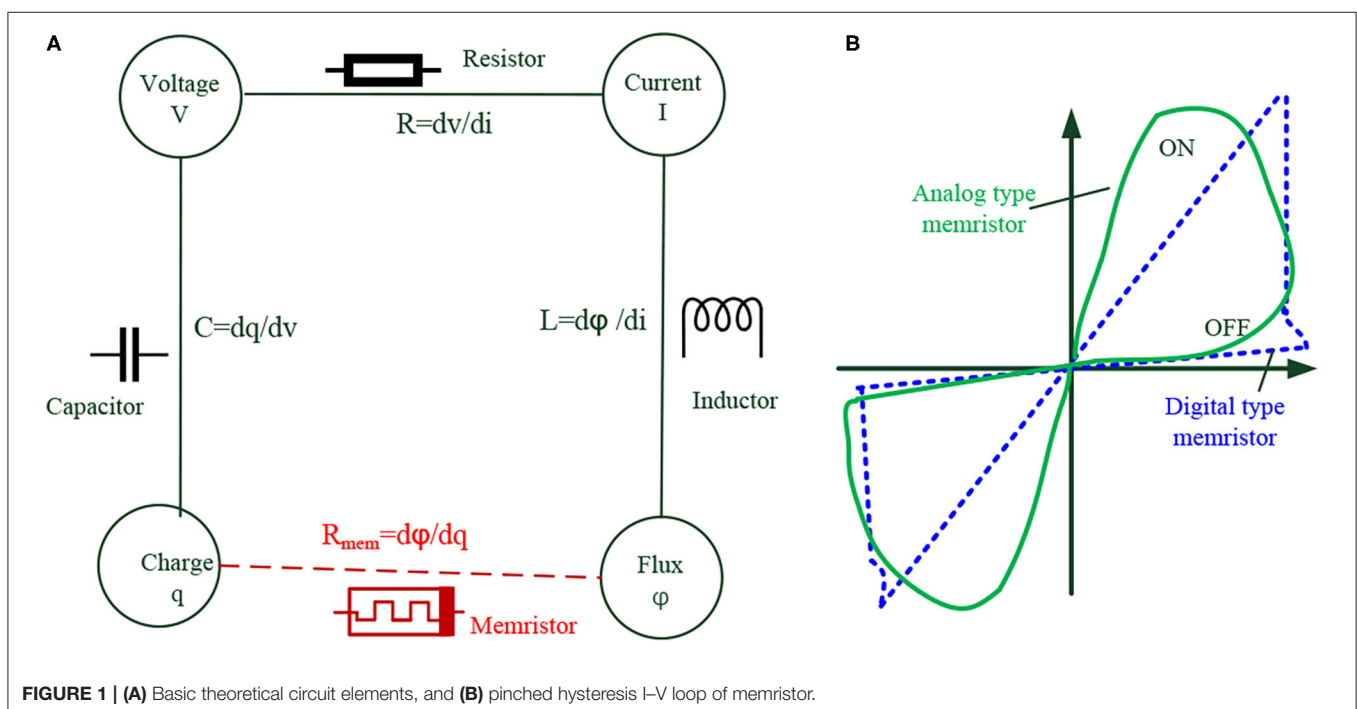 A
Voltage
V
Resistor
R=dv/di
Current
I
C=dq/dv
Capacitor
L=dφ /di
Inductor
Charge
q
Rmem=dφ/dq
Memristor
Flux
φ
B
ON
Analog type
memristor
OFF
Digital type
memristor
FIGURE 1 | (A) Basic theoretical circuit elements, and (B) pinched hysteresis I–V loop of memristor.